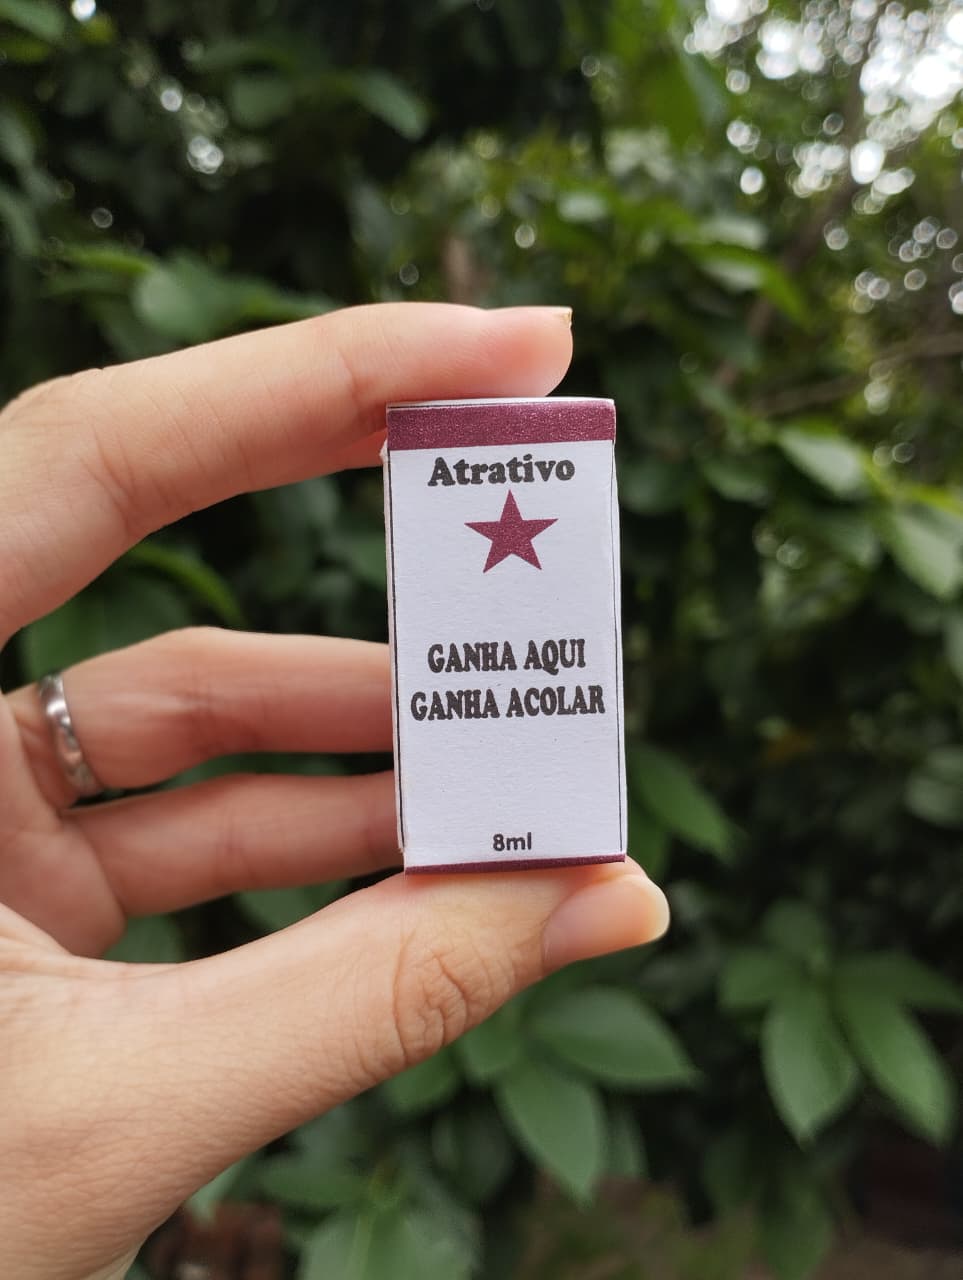 Atrativo
GANHA AQUI
GANHA ACOLAR
8ml